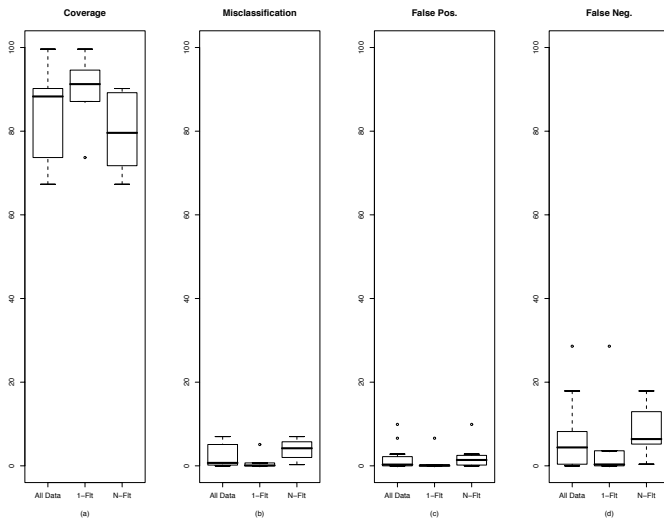 Coverage
Misclassification
False Pos.
False Neg.
100
80
60
40
20
0
100
80
60
40
20
0
100
80
60
40
20
0
100
80
60
40
20
0
All Data 1−Flt N−Flt
All Data 1−Flt N−Flt
All Data 1−Flt N−Flt
All Data 1−Flt N−Flt
(a)
(b)
(c)
(d)